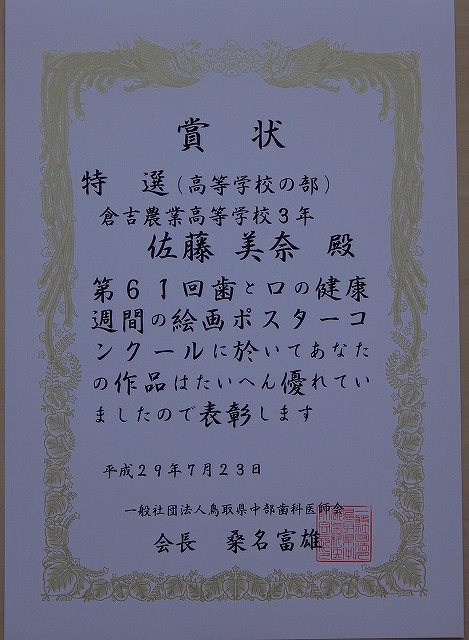 賞状
特選(高等学校の部)
倉吉農業高等学校3年
佐藤 美奈 殿
第61回歯と口の健康
週間の絵画ポスターコ
ンクールに於いてあなた
の作品はたいへん優れてい
ましたので表彰します
平成29年7月23日
一般社団法人鳥取県中部歯科医師会
会長 桑名富雄